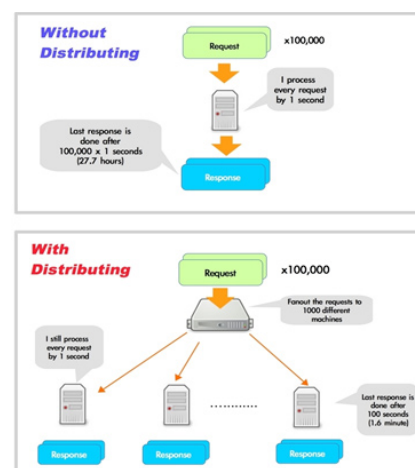 Without
Distributing
Request
x100,000
I process
every request
by 1 second
Last response is
done after
100,000 x 1 seconds
(27.7 hours)
Response
With
Distributing
Request
x100,000
Fanout the requests to
1000 different
machines
I still process
every request
by 1 second
............
Last response is
done after
100 seconds
(1.6 minute)
Response
Response
Response